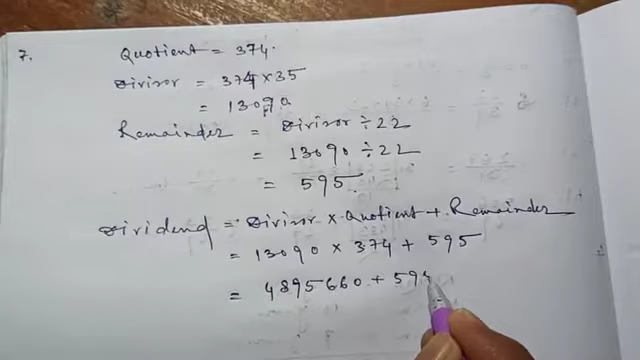 7. Quotient = 374.
Divisor = 374 × 35
= 13090
Remainder = Divisor ÷ 22
= 13090 ÷ 22
= 595.
Dividend = Divisor × Quotient + Remainder
= 13090 × 374 + 595
= 4895660 + 594